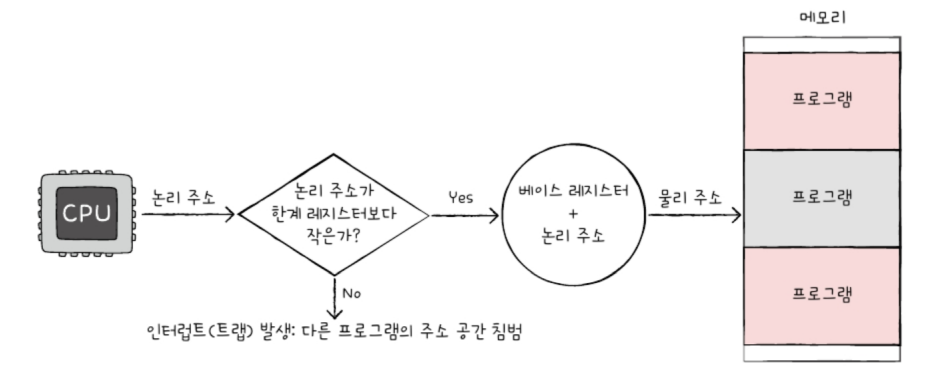 메모리
프로그램
CPU
논리 주소
논리 주소가
한계 레지스터보다
작은가?
Yes
베이스 레지스터
+
논리 주소
물리 주소
프로그램
No
프로그램
인터럽트(트랩) 발생: 다른 프로그램의 주소 공간 침범